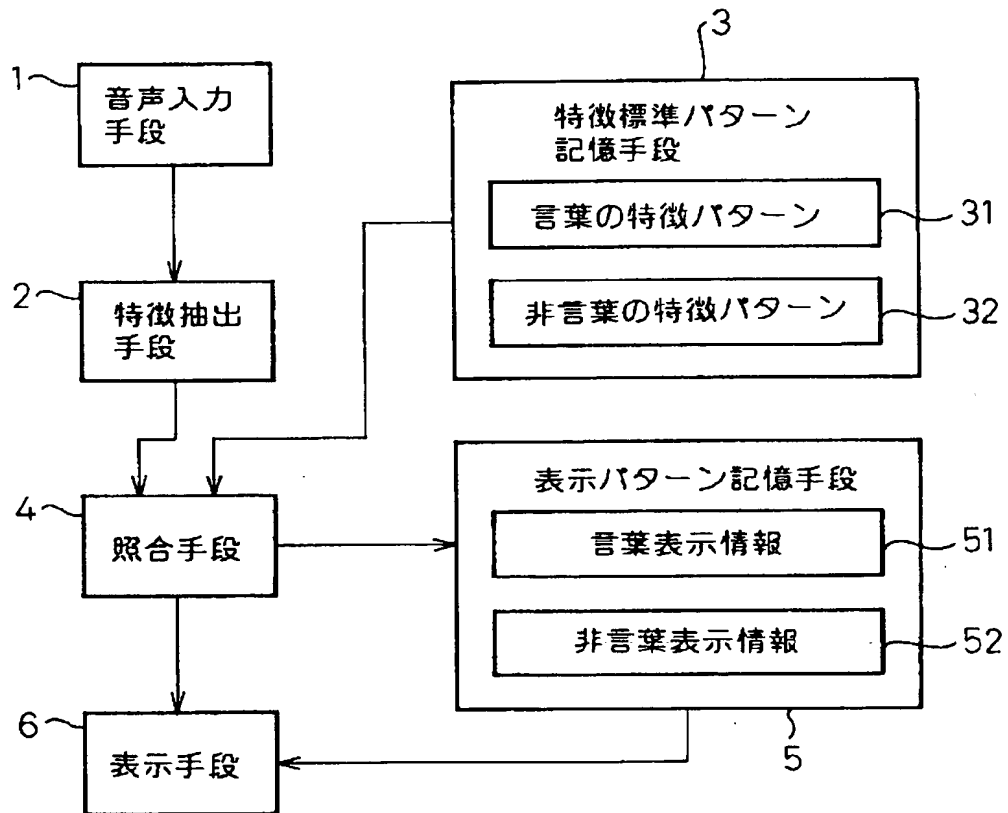 1
音声入力
手段
3
特徴標準パターン
記憶手段
言葉の特徴パターン
31
非言葉の特徴パターン
32
2
特徴抽出
手段
4
照合手段
表示パターン記憶手段
言葉表示情報
51
非言葉表示情報
52
5
6
表示手段